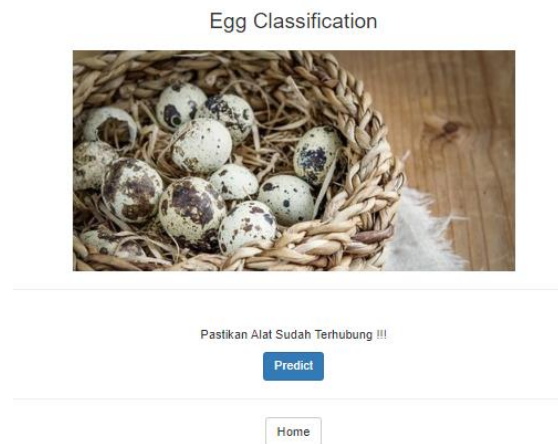 Egg Classification
Pastikan Alat Sudah Terhubung !!!
Predict
Home